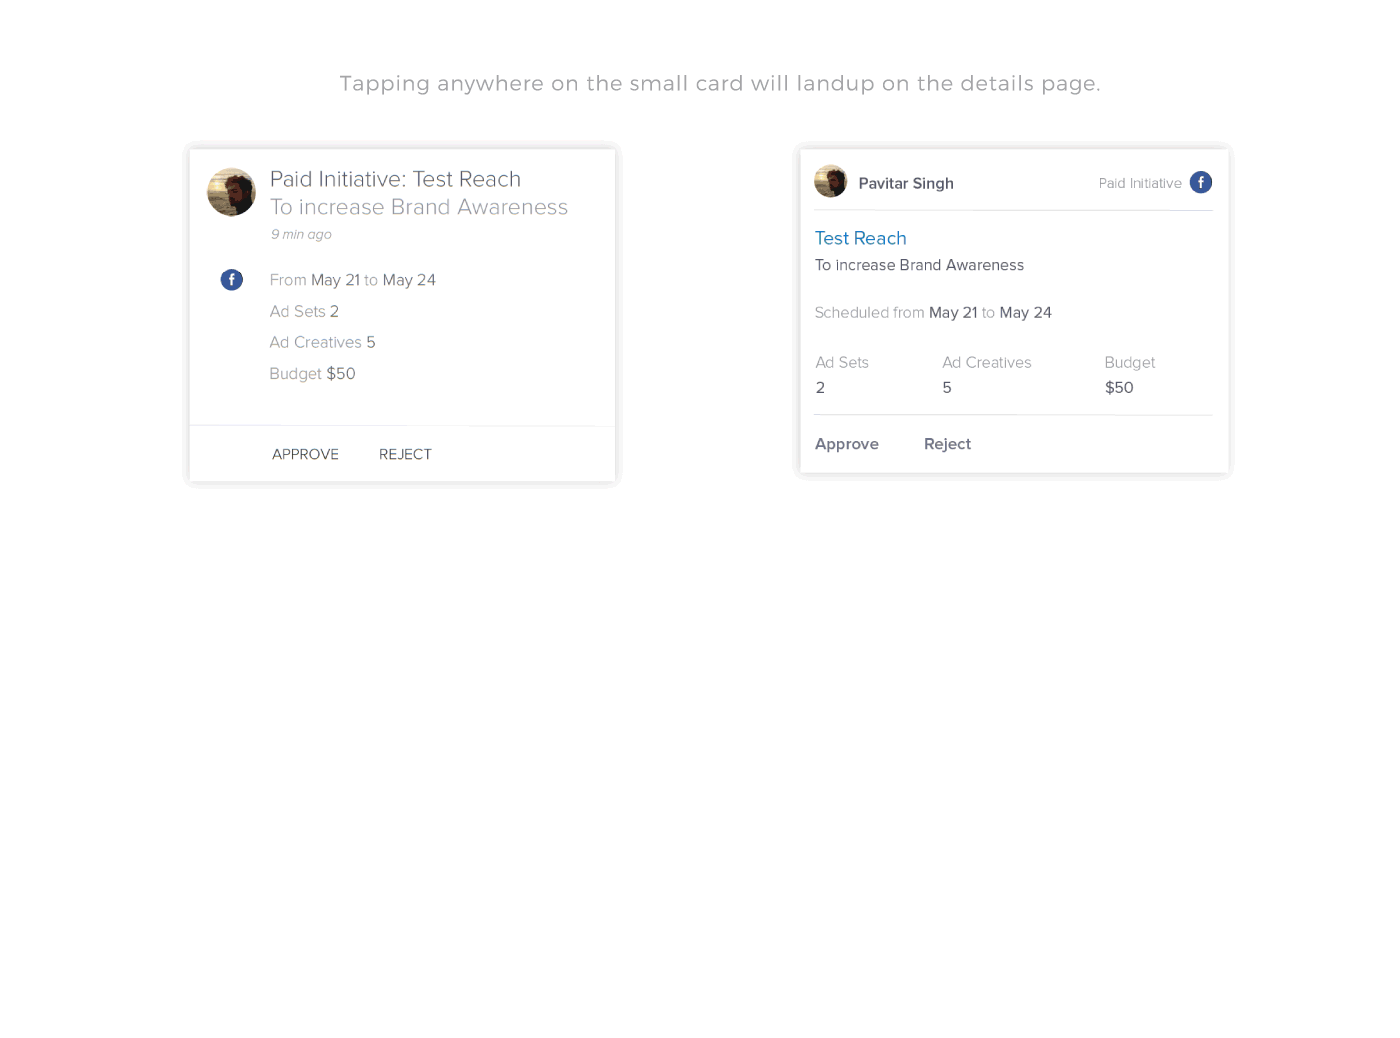 Tapping anywhere on the small card will landup on the details page.
Paid Initiative: Test Reach
To increase Brand Awareness
9 min ago
From May 21 to May 24
Ad Sets 2
Ad Creatives 5
Budget $50
APPROVE REJECT
Pavitar Singh Paid Initiative
Test Reach
To increase Brand Awareness
Scheduled from May 21 to May 24
Ad Sets Ad Creatives Budget
2 5 $50
Approve Reject